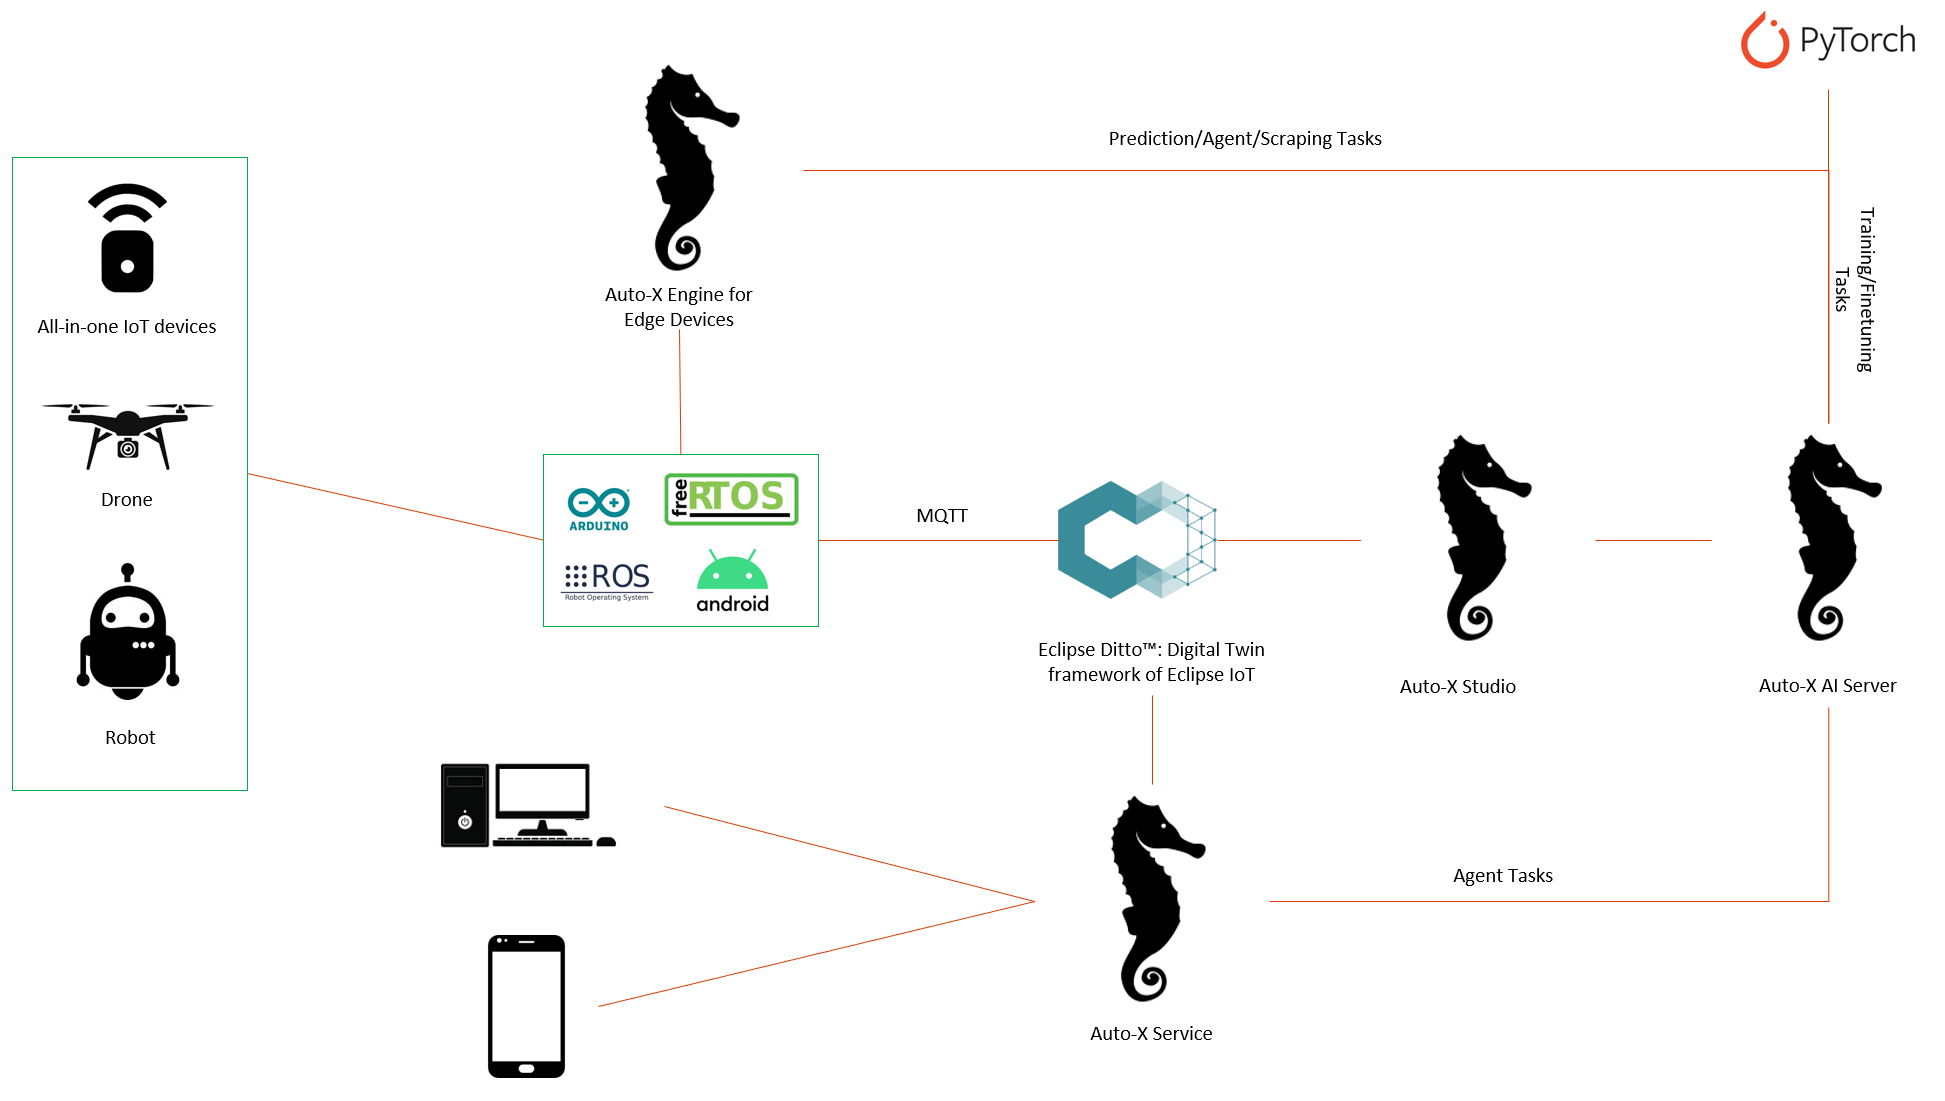 PyTorch
Prediction/Agent/Scraping Tasks
Training/Finetuning
Tasks
Auto-X Engine for
Edge Devices
All-in-one IoT devices
Drone
Robot
ARDUINO
free
RTOS
ROS
Robot Operating System
android
MQTT
Eclipse Ditto™: Digital Twin
framework of Eclipse IoT
Auto-X Studio
Auto-X AI Server
Agent Tasks
Auto-X Service